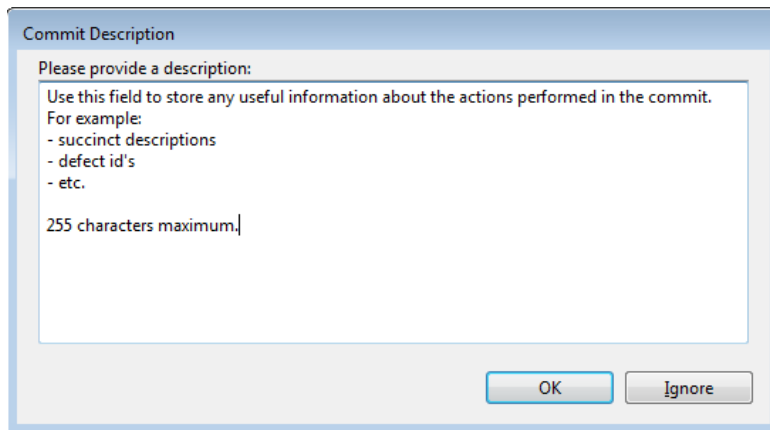 Commit Description
Please provide a description:
Use this field to store any useful information about the actions performed in the commit.
For example:
- succinct descriptions
- defect id's
- etc.
255 characters maximum.
OK
Ignore